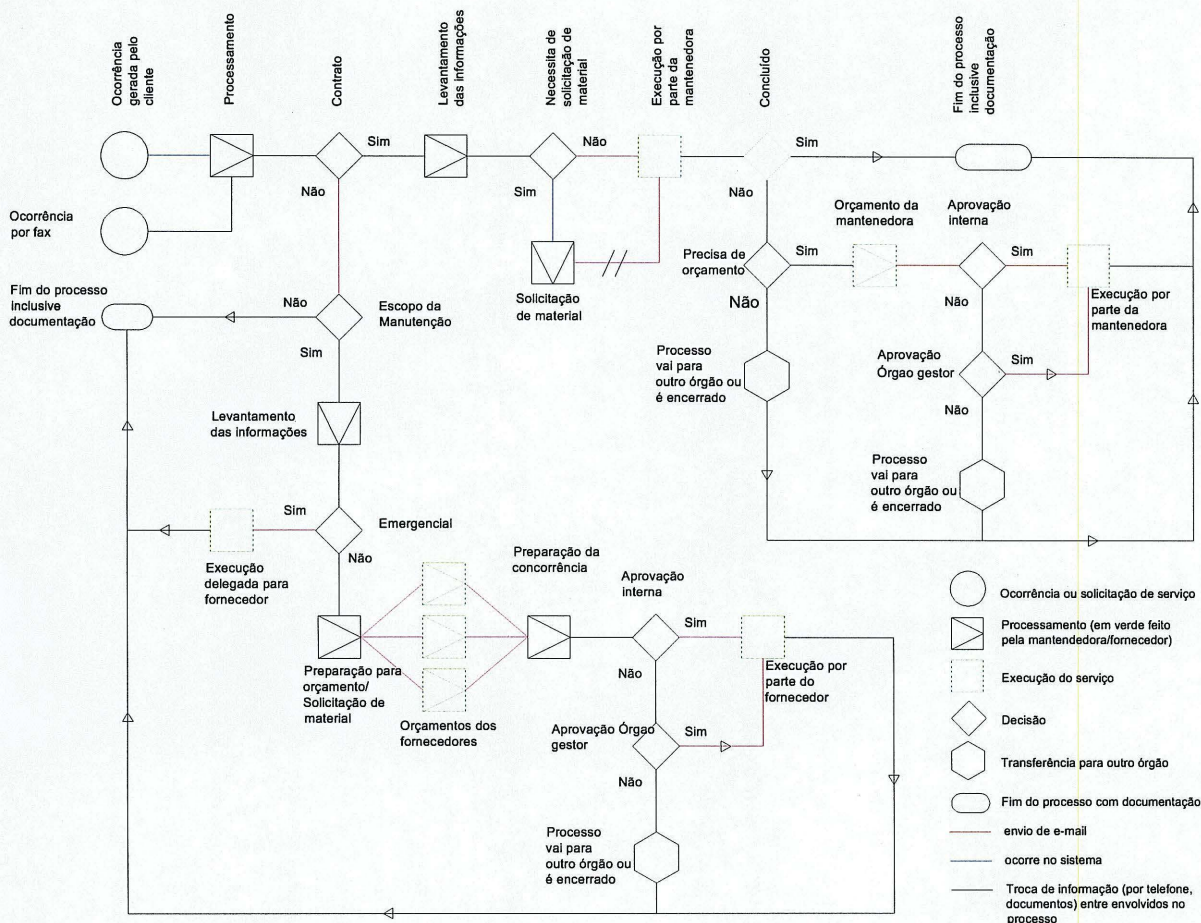 Ocorrência
gerada pelo
cliente
Processamento
Contrato
Levantamento
das informações
Necessita de
solicitação de
material
Execução por
parte da
mantenedora
Concluído
Fim do processo
inclusive
documentação
Sim
Não
Não
Sim
Sim
Não
Ocorrência
por fax
Solicitação
de material
Precisa de
orçamento
Sim
Não
Orçamento da
mantenedora
Aprovação
interna
Sim
Não
Execução por
parte da
mantenedora
Aprovação
Órgao gestor
Sim
Não
Processo
vai para
outro órgão ou
é encerrado
Processo
vai para
outro órgão ou
é encerrado
Fim do processo
inclusive
documentação
Não
Escopo da
Manutenção
Sim
Levantamento
das informações
Sim
Emergencial
Não
Execução
delegada para
fornecedor
Preparação para
orçamento/
Solicitação de
material
Orçamentos dos
fornecedores
Preparação da
concorrência
Aprovação
interna
Sim
Não
Execução por
parte do
fornecedor
Aprovação Órgao
gestor
Sim
Não
Processo
vai para
outro órgão ou
é encerrado
Ocorrência ou solicitação de serviço
Processamento (em verde feito
pela mantendedora/fornecedor)
Execução do serviço
Decisão
Transferência para outro órgão
Fim do processo com documentação
envio de e-mail
ocorre no sistema
Troca de informação (por telefone,
documentos) entre envolvidos no
processo